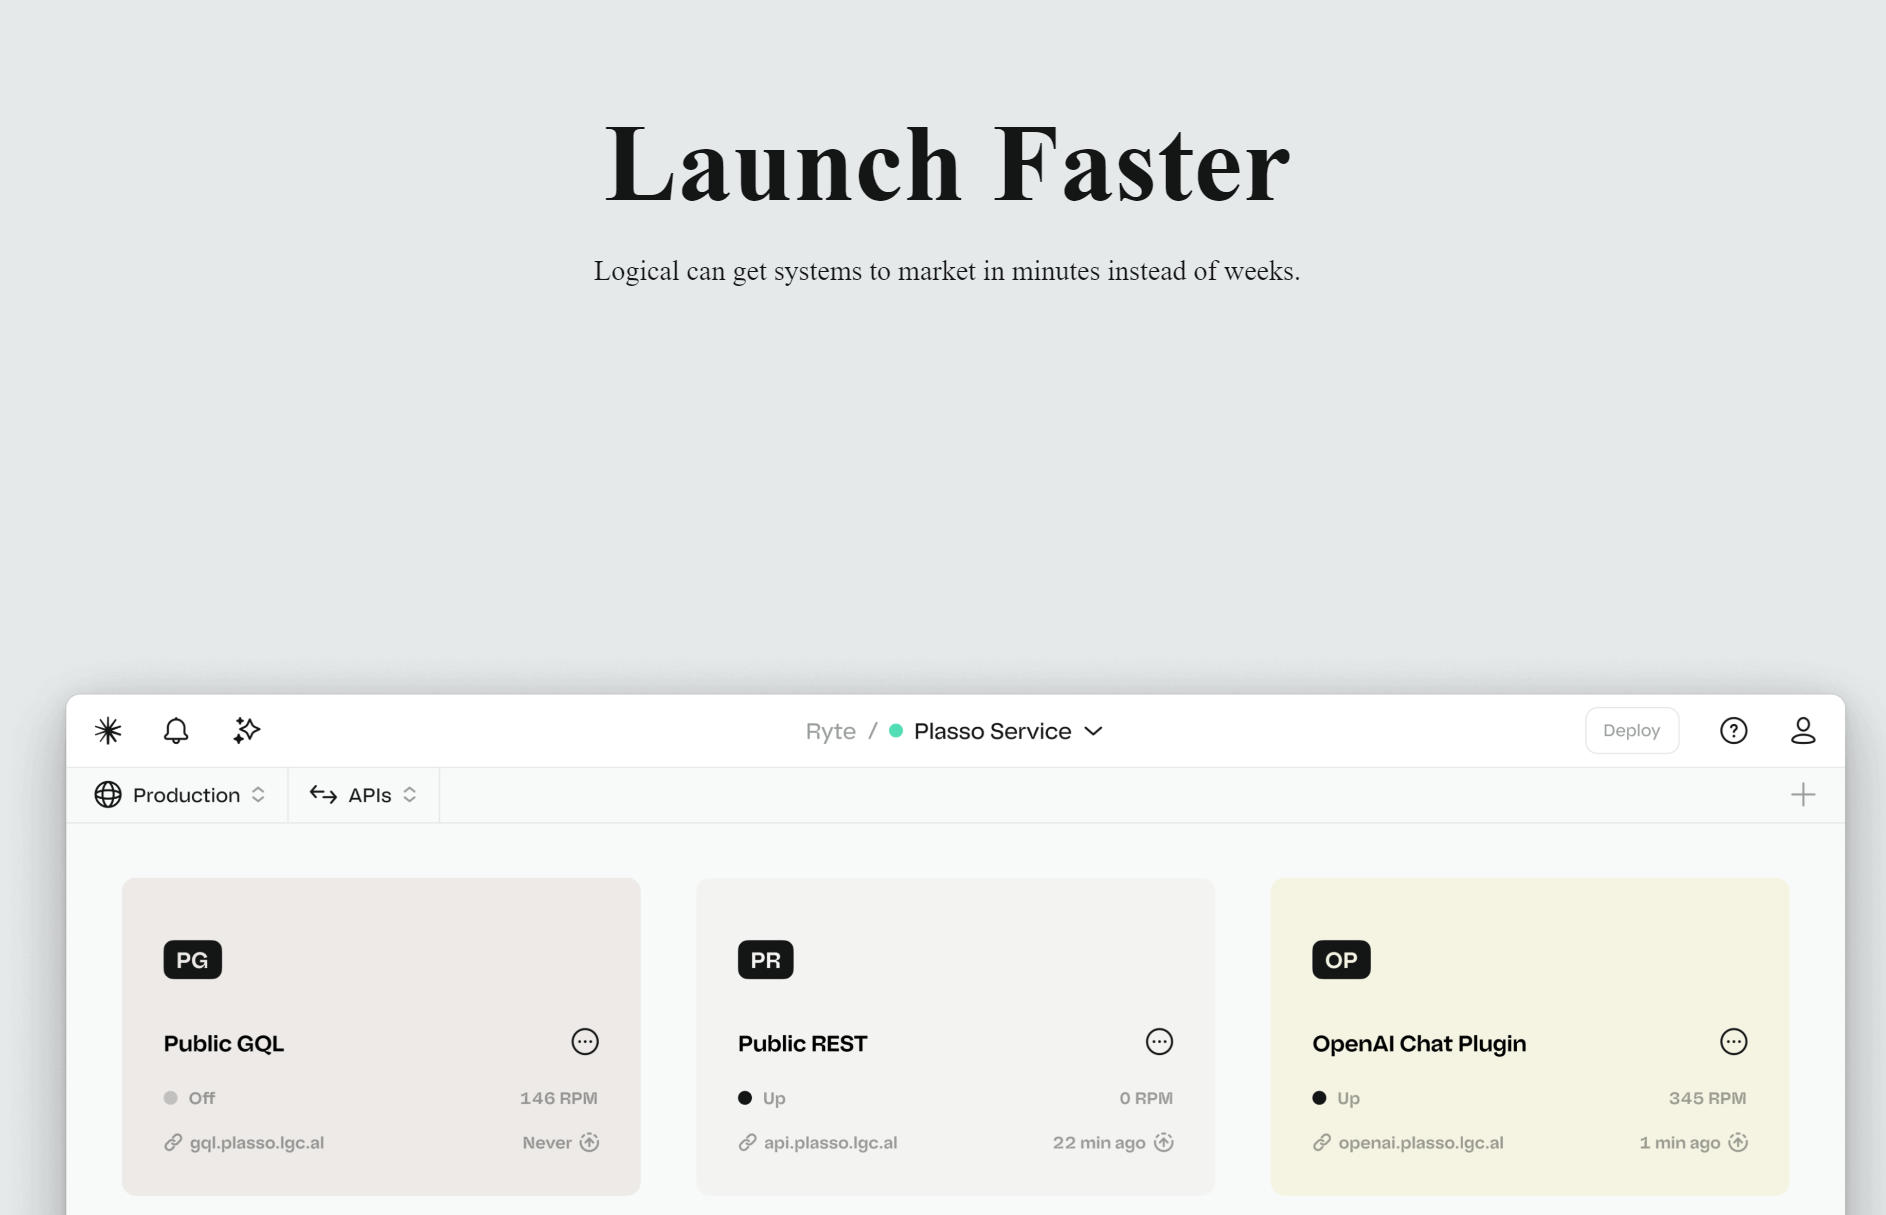 Launch Faster
Logical can get systems to market in minutes instead of weeks.
Ryte / Plasso Service
Deploy
Production
APIs
PG
Public GQL
Off
146 RPM
gql.plasso.lgc.al
Never
PR
Public REST
Up
0 RPM
api.plasso.lgc.al
22 min ago
OP
OpenAI Chat Plugin
Up
345 RPM
openai.plasso.lgc.al
1 min ago